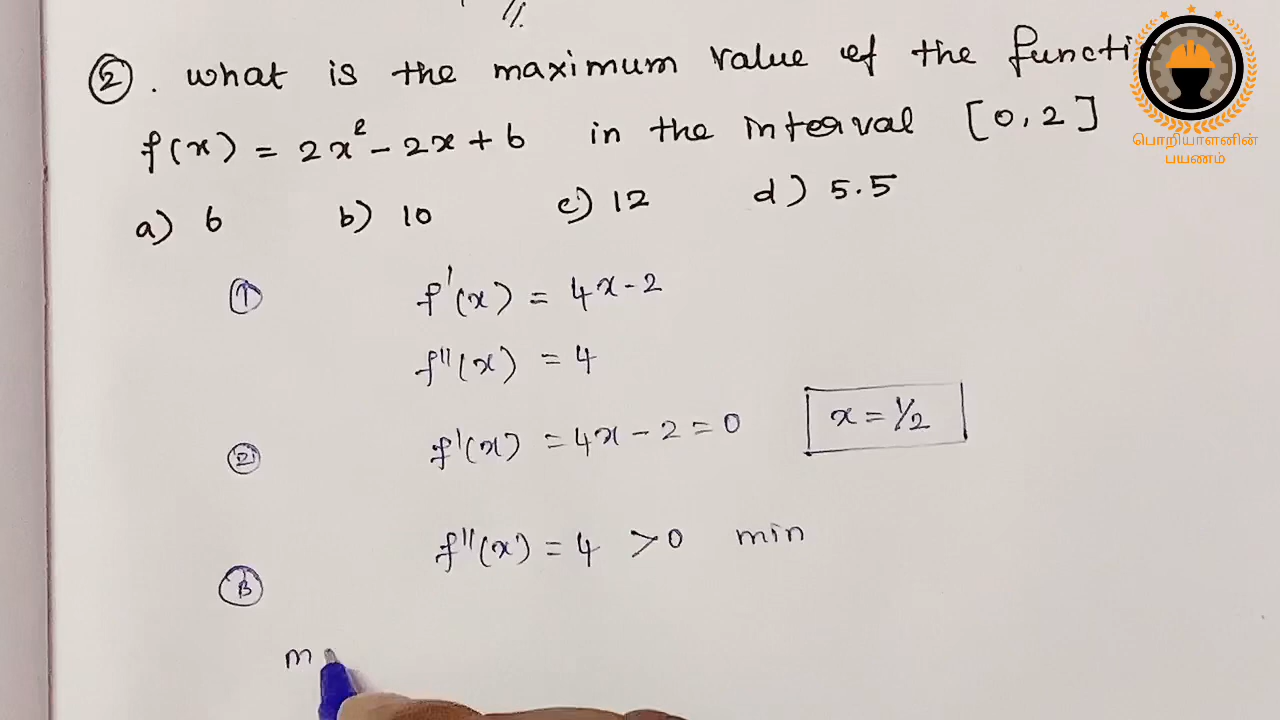 ②. what is the maximum value of the functi
f(x) = 2x² - 2x + 6 in the interval [0, 2]
a) 6 b) 10 c) 12 d) 5.5
① f'(x) = 4x - 2
f''(x) = 4
② f'(x) = 4x - 2 = 0 x = 1/2
f''(x) = 4 > 0 min
③
m
பொறியாளனின்
பயணம்